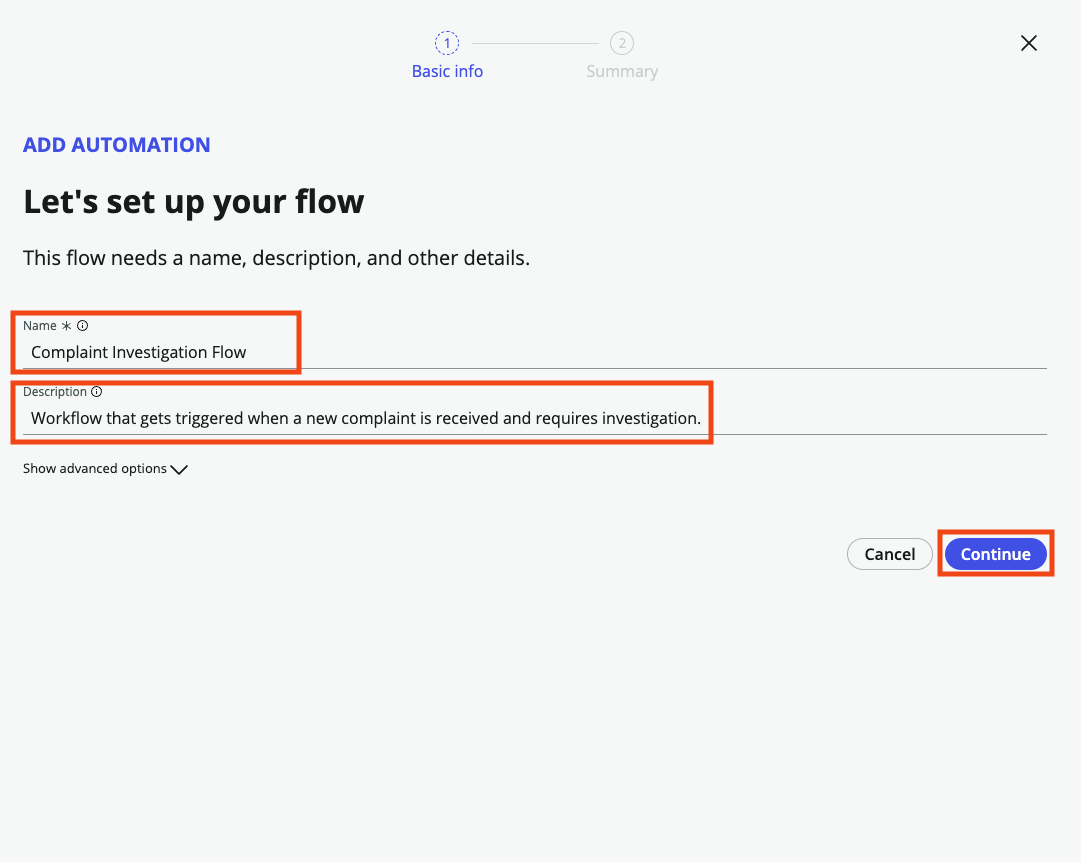 1
2
Basic info
Summary
ADD AUTOMATION
Let's set up your flow
This flow needs a name, description, and other details.
Name *
Complaint Investigation Flow
Description
Workflow that gets triggered when a new complaint is received and requires investigation.
Show advanced options
Cancel
Continue